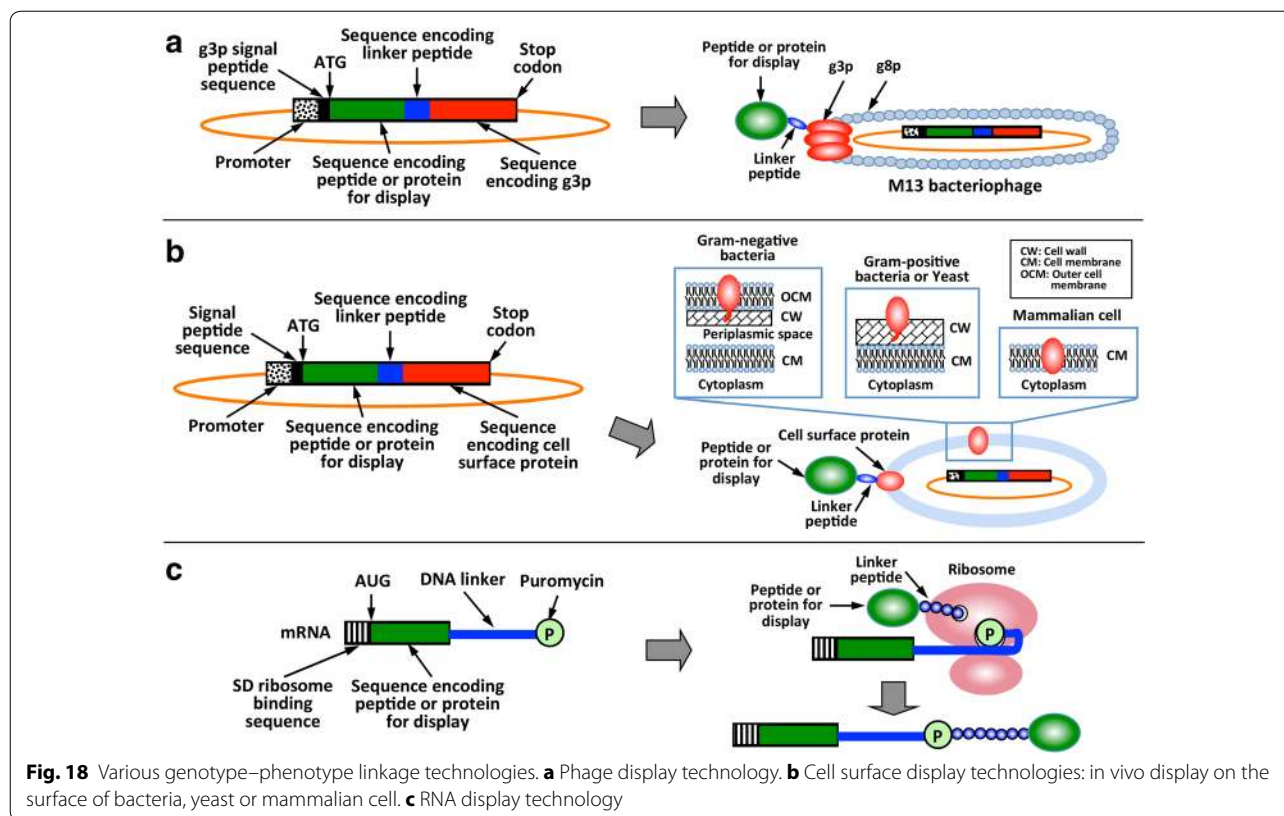 a
g3p signal
peptide
sequence
ATG
Sequence encoding
linker peptide
Stop
codon
Promoter
Sequence encoding
peptide or protein
for display
Sequence
encoding g3p
Peptide or protein
for display
g3p
g8p
Linker
peptide
M13 bacteriophage
b
Signal
peptide
sequence
ATG
Sequence encoding
linker peptide
Stop
codon
Promoter
Sequence encoding
peptide or protein
for display
Sequence
encoding cell
surface protein
Gram-negative
bacteria
OCM
CW
Periplasmic space
CM
Cytoplasm
Gram-positive
bacteria or Yeast
CW
CM
Cytoplasm
CW: Cell wall
CM: Cell membrane
OCM: Outer cell
membrane
Mammalian cell
CM
Cytoplasm
Peptide or
protein for
display
Cell surface protein
Linker
peptide
c
AUG
DNA linker
Puromycin
mRNA
P
SD ribosome
binding
sequence
Sequence encoding
peptide or protein
for display
Linker
peptide
Ribosome
Peptide or
protein for
display
P
P
Fig. 18 Various genotype–phenotype linkage technologies. a Phage display technology. b Cell surface display technologies: in vivo display on the
surface of bacteria, yeast or mammalian cell. c RNA display technology